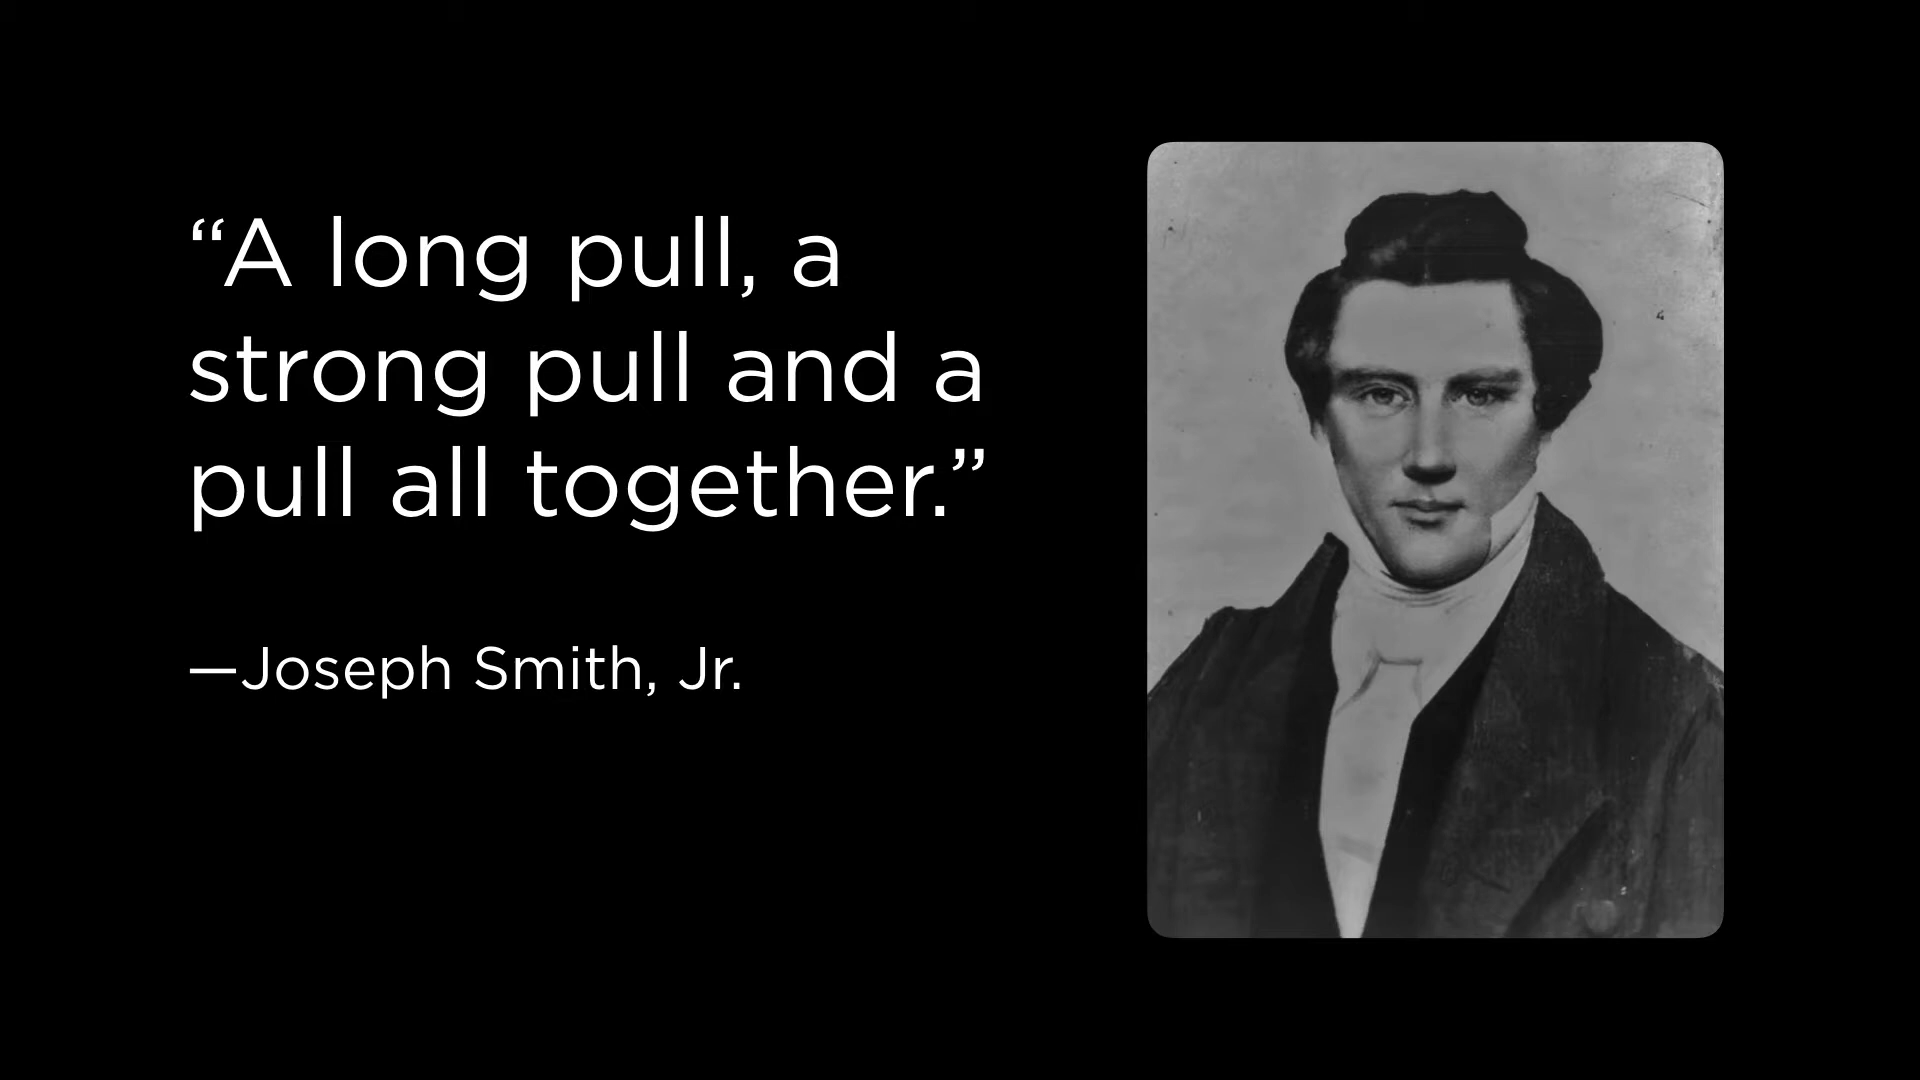 “A long pull, a
strong pull and a
pull all together.”
—Joseph Smith, Jr.